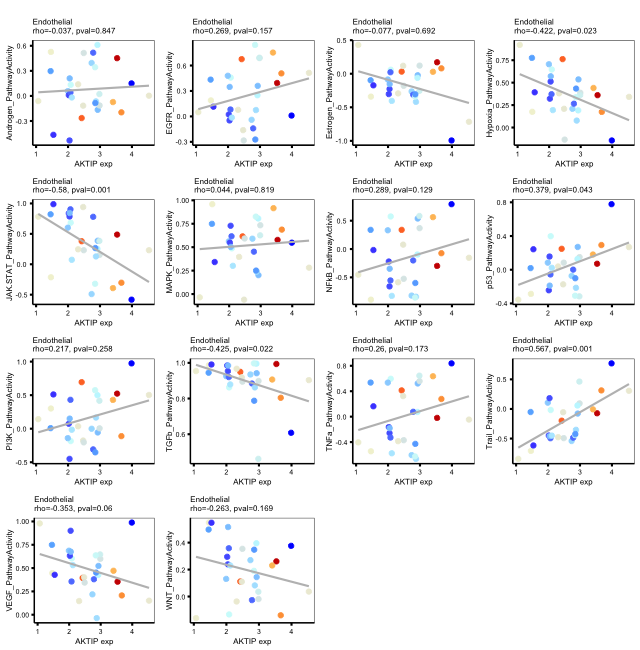 Endothelial
rho=-0.037, pval=0.847
Androgen_PathwayActivity
0.6
0.3
0.0
-0.3
1 2 3 4
AKTIP exp
Endothelial
rho=0.269, pval=0.157
EGFR_PathwayActivity
0.6
0.3
0.0
-0.3
1 2 3 4
AKTIP exp
Endothelial
rho=-0.077, pval=0.692
Estrogen_PathwayActivity
0.5
0.0
-0.5
-1.0
1 2 3 4
AKTIP exp
Endothelial
rho=-0.422, pval=0.023
Hypoxia_PathwayActivity
0.75
0.50
0.25
0.00
1 2 3 4
AKTIP exp
Endothelial
rho=-0.58, pval=0.001
JAK.STAT_PathwayActivity
1.0
0.5
0.0
-0.5
1 2 3 4
AKTIP exp
Endothelial
rho=0.044, pval=0.819
MAPK_PathwayActivity
1.00
0.75
0.50
0.25
0.00
1 2 3 4
AKTIP exp
Endothelial
rho=0.289, pval=0.129
NFkB_PathwayActivity
0.5
0.0
-0.5
1 2 3 4
AKTIP exp
Endothelial
rho=0.379, pval=0.043
p53_PathwayActivity
0.8
0.4
0.0
-0.4
1 2 3 4
AKTIP exp
Endothelial
rho=0.217, pval=0.258
PI3K_PathwayActivity
1.0
0.5
0.0
-0.5
1 2 3 4
AKTIP exp
Endothelial
rho=-0.425, pval=0.022
TGFb_PathwayActivity
1.0
0.8
0.6
1 2 3 4
AKTIP exp
Endothelial
rho=0.26, pval=0.173
TNFa_PathwayActivity
0.8
0.4
0.0
-0.4
1 2 3 4
AKTIP exp
Endothelial
rho=0.567, pval=0.001
Trail_PathwayActivity
0.5
0.0
-0.5
1 2 3 4
AKTIP exp
Endothelial
rho=-0.353, pval=0.06
VEGF_PathwayActivity
1.00
0.75
0.50
0.25
0.00
1 2 3 4
AKTIP exp
Endothelial
rho=-0.263, pval=0.169
WNT_PathwayActivity
0.4
0.2
0.0
1 2 3 4
AKTIP exp